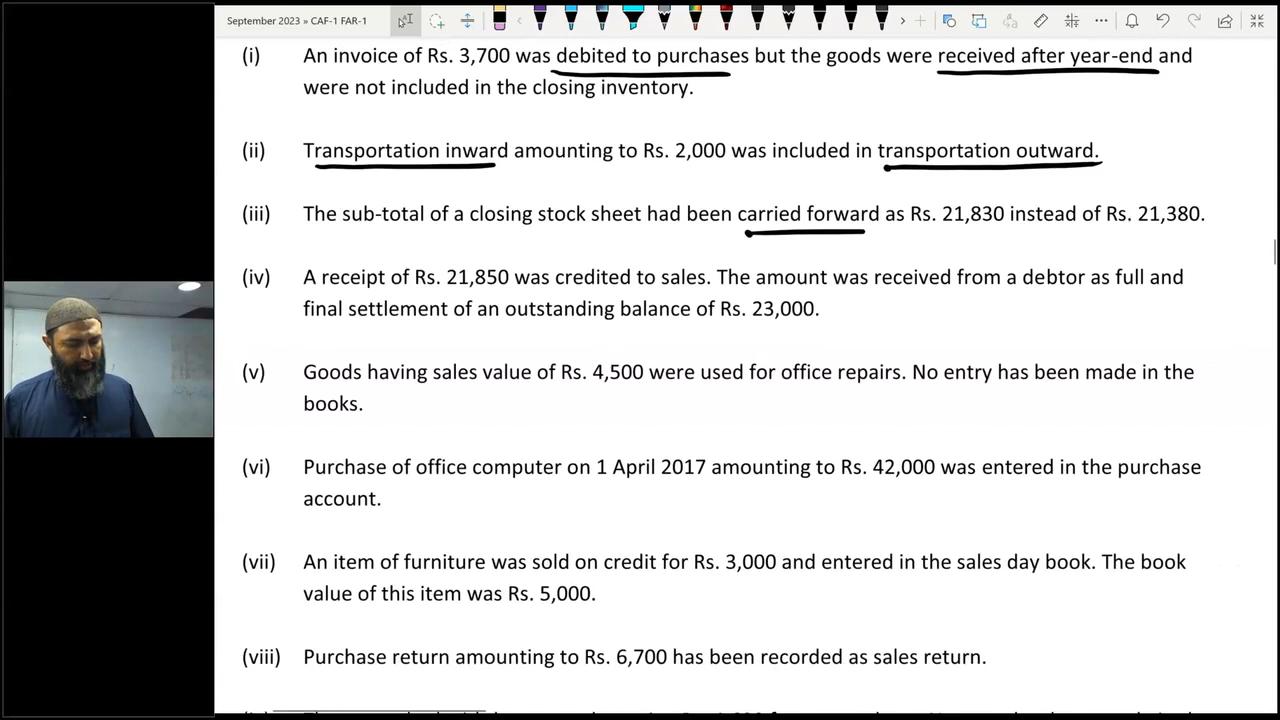 September 2023 » CAF-1 FAR-1
(i) An invoice of Rs. 3,700 was debited to purchases but the goods were received after year-end and
were not included in the closing inventory.
(ii) Transportation inward amounting to Rs. 2,000 was included in transportation outward.
(iii) The sub-total of a closing stock sheet had been carried forward as Rs. 21,830 instead of Rs. 21,380.
(iv) A receipt of Rs. 21,850 was credited to sales. The amount was received from a debtor as full and
final settlement of an outstanding balance of Rs. 23,000.
(v) Goods having sales value of Rs. 4,500 were used for office repairs. No entry has been made in the
books.
(vi) Purchase of office computer on 1 April 2017 amounting to Rs. 42,000 was entered in the purchase
account.
(vii) An item of furniture was sold on credit for Rs. 3,000 and entered in the sales day book. The book
value of this item was Rs. 5,000.
(viii) Purchase return amounting to Rs. 6,700 has been recorded as sales return.